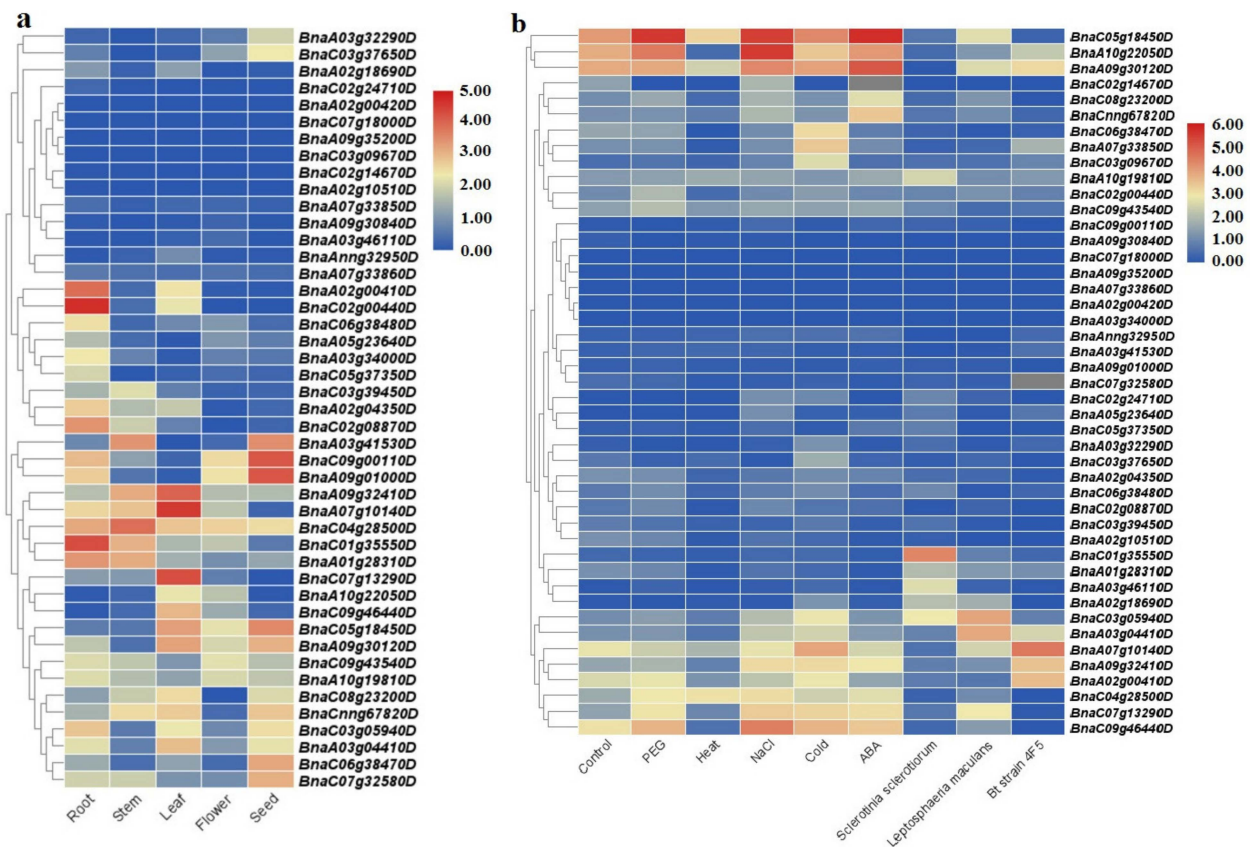 a
BnaA03g32290D
BnaC03g37650D
BnaA02g18690D
BnaC02g24710D
BnaA02g00420D
BnaC07g18000D
BnaA09g35200D
BnaC03g09670D
BnaC02g14670D
BnaA02g10510D
BnaA07g33850D
BnaA09g30840D
BnaA03g46110D
BnaAnng32950D
BnaA07g33860D
BnaA02g00410D
BnaC02g00440D
BnaC06g38480D
BnaA05g23640D
BnaA03g34000D
BnaC05g37350D
BnaC03g39450D
BnaA02g04350D
BnaC02g08870D
BnaA03g41530D
BnaC09g00110D
BnaA09g01000D
BnaA09g32410D
BnaA07g10140D
BnaC04g28500D
BnaC01g35550D
BnaA01g28310D
BnaC07g13290D
BnaA10g22050D
BnaC09g46440D
BnaC05g18450D
BnaA09g30120D
BnaC09g43540D
BnaA10g19810D
BnaC08g23200D
BnaCnng67820D
BnaC03g05940D
BnaA03g04410D
BnaC06g38470D
BnaC07g32580D
Root
Stem
Leaf
Flower
Seed
5.00
4.00
3.00
2.00
1.00
0.00
b
BnaC05g18450D
BnaA10g22050D
BnaA09g30120D
BnaC02g14670D
BnaC08g23200D
BnaCnng67820D
BnaC06g38470D
BnaA07g33850D
BnaC03g09670D
BnaA10g19810D
BnaC02g00440D
BnaC09g43540D
BnaC09g00110D
BnaA09g30840D
BnaC07g18000D
BnaA09g35200D
BnaA07g33860D
BnaA02g00420D
BnaA03g34000D
BnaAnng32950D
BnaA03g41530D
BnaA09g01000D
BnaC07g32580D
BnaC02g24710D
BnaA05g23640D
BnaC05g37350D
BnaA03g32290D
BnaC03g37650D
BnaA02g04350D
BnaC06g38480D
BnaC02g08870D
BnaC03g39450D
BnaA02g10510D
BnaC01g35550D
BnaA01g28310D
BnaA03g46110D
BnaA02g18690D
BnaC03g05940D
BnaA03g04410D
BnaA07g10140D
BnaA09g32410D
BnaA02g00410D
BnaC04g28500D
BnaC07g13290D
BnaC09g46440D
Control
PEG
Heat
NaCl
Cold
ABA
Sclerotinia sclerotiorum
Leptosphaeria maculans
Bt strain 4F5
6.00
5.00
4.00
3.00
2.00
1.00
0.00